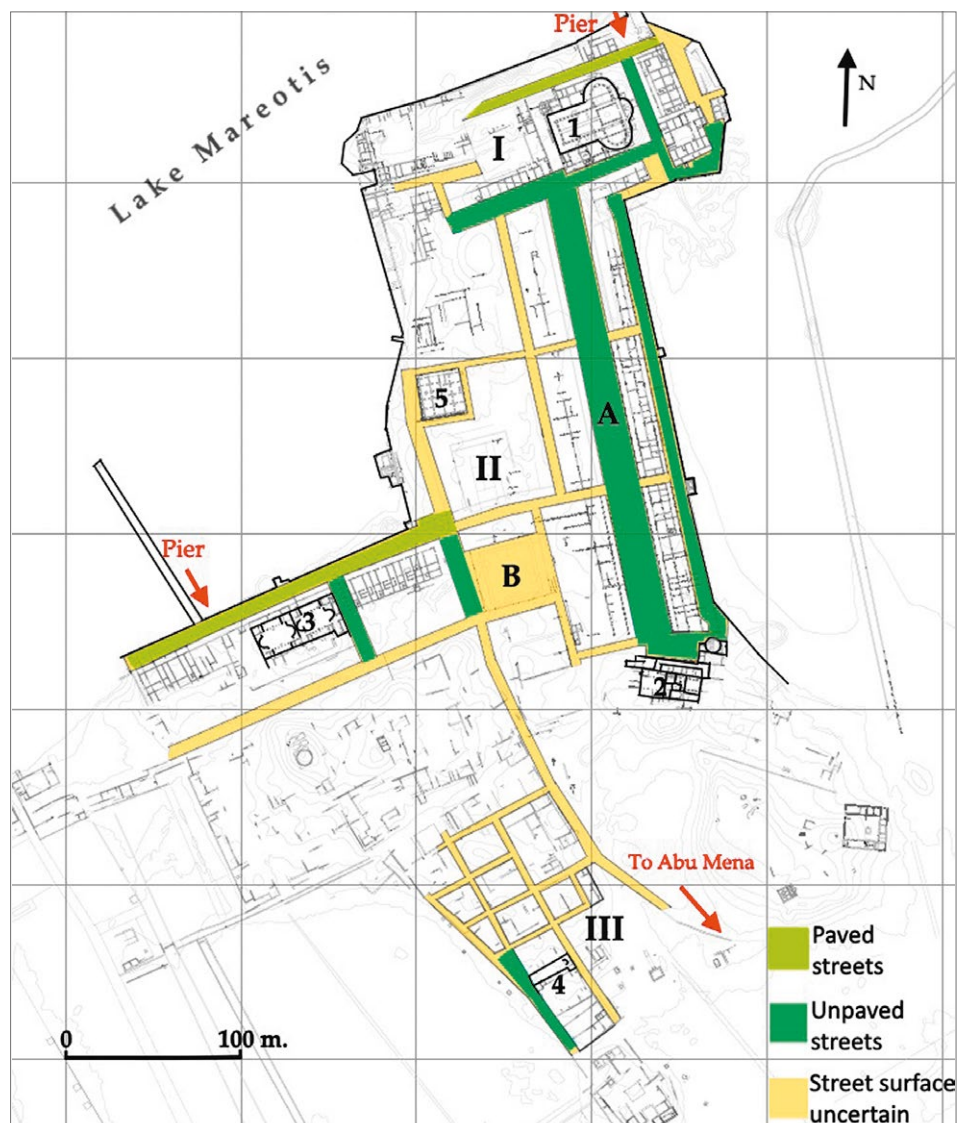 Pier
N
Lake Mareotis
1
I
A
5
II
Pier
B
3
2
To Abu Mena
III
4
Paved
streets
Unpaved
streets
Street surface
uncertain
0 100 m.